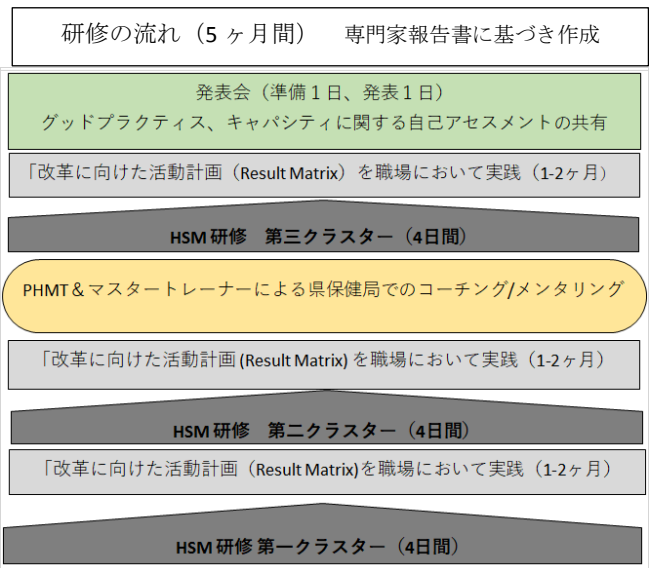 研修の流れ（5 ヶ月間） 専門家報告書に基づき作成
発表会（準備１日、発表１日）
グッドプラクティス、キャパシティに関する自己アセスメントの共有
「改革に向けた活動計画（Result Matrix）を職場において実践（1-2ヶ月）
HSM 研修　第三クラスター（4日間）
PHMT＆マスタートレーナーによる県保健局でのコーチング/メンタリング
「改革に向けた活動計画 (Result Matrix) を職場において実践（1-2ヶ月）
HSM 研修　第二クラスター（4日間）
「改革に向けた活動計画（Result Matrix)を職場において実践（1-2ヶ月）
HSM 研修 第一クラスター（4日間）